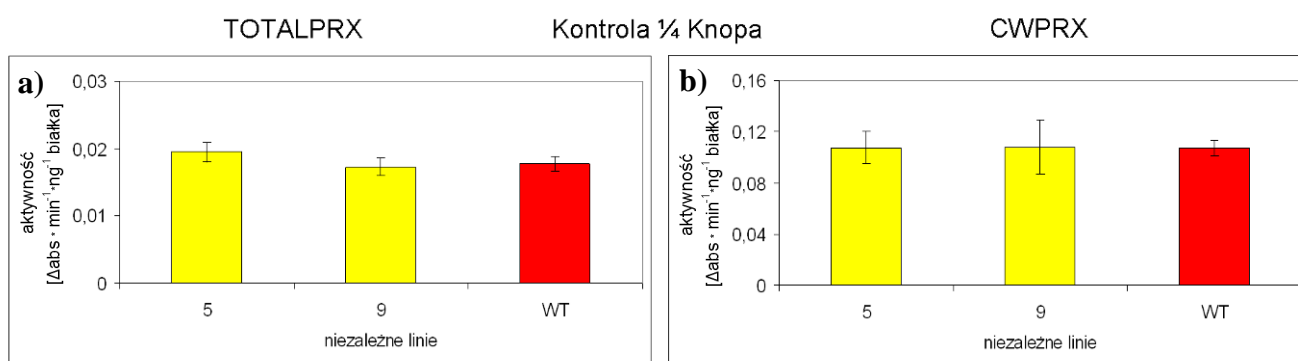 TOTALPRX Kontrola ¼ Knopa CWPRX
a)
0,03
0,02
0,01
0
aktywność
[Δabs * min⁻¹*ng⁻¹ białka]
5 9 WT
niezależne linie
b)
0,16
0,12
0,08
0,04
0
aktywność
[Δabs * min⁻¹*ng⁻¹ białka]
5 9 WT
niezależne linie